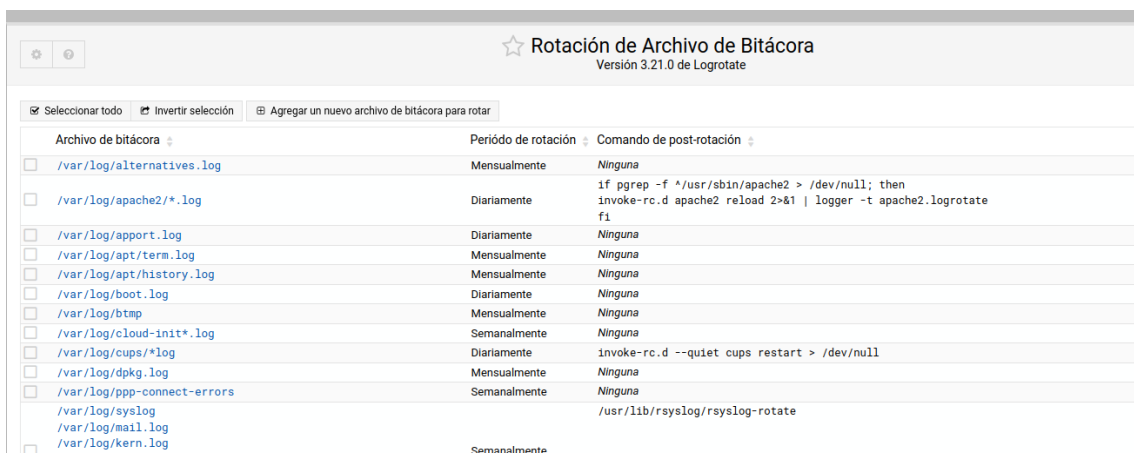 Rotación de Archivo de Bitácora
Versión 3.21.0 de Logrotate
Seleccionar todo Invertir selección Agregar un nuevo archivo de bitácora para rotar
Archivo de bitácora Periódo de rotación Comando de post-rotación
/var/log/alternatives.log Mensualmente Ninguna
if pgrep -f ^/usr/sbin/apache2 > /dev/null; then
/var/log/apache2/*.log Diariamente invoke-rc.d apache2 reload 2>&1 | logger -t apache2.logrotate
fi
/var/log/apport.log Diariamente Ninguna
/var/log/apt/term.log Mensualmente Ninguna
/var/log/apt/history.log Mensualmente Ninguna
/var/log/boot.log Diariamente Ninguna
/var/log/btmp Mensualmente Ninguna
/var/log/cloud-init*.log Semanalmente Ninguna
/var/log/cups/*log Diariamente invoke-rc.d --quiet cups restart > /dev/null
/var/log/dpkg.log Mensualmente Ninguna
/var/log/ppp-connect-errors Semanalmente Ninguna
/var/log/syslog /usr/lib/rsyslog/rsyslog-rotate
/var/log/mail.log
/var/log/kern.log
Semanalmente